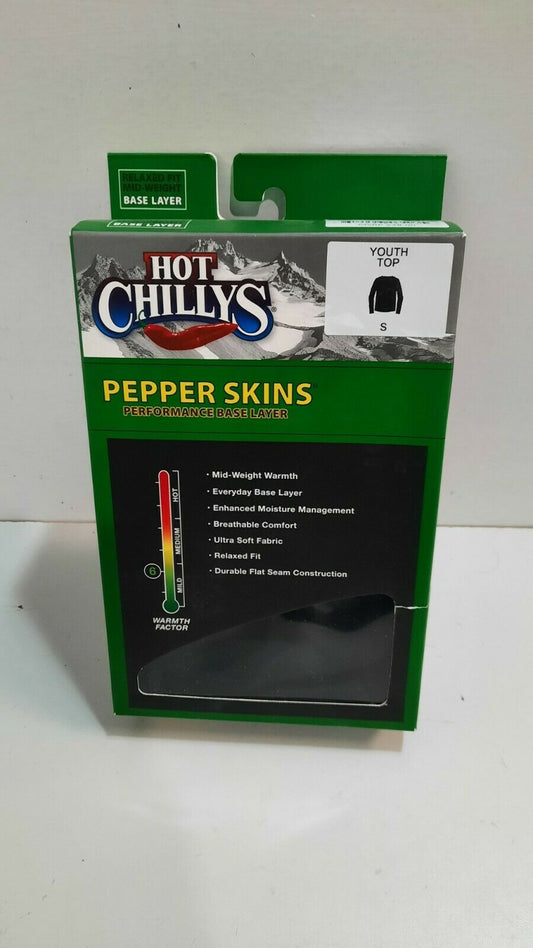 RELAXED FIT
MID-WEIGHT
BASE LAYER
BASE LAYER
HOT
CHILLYS®
YOUTH
TOP
S
PEPPER SKINS
PERFORMANCE BASE LAYER
· Mid-Weight Warmth
· Everyday Base Layer
· Enhanced Moisture Management
· Breathable Comfort
· Ultra Soft Fabric
· Relaxed Fit
· Durable Flat Seam Construction
HOT
MEDIUM
MILD
6
WARMTH
FACTOR